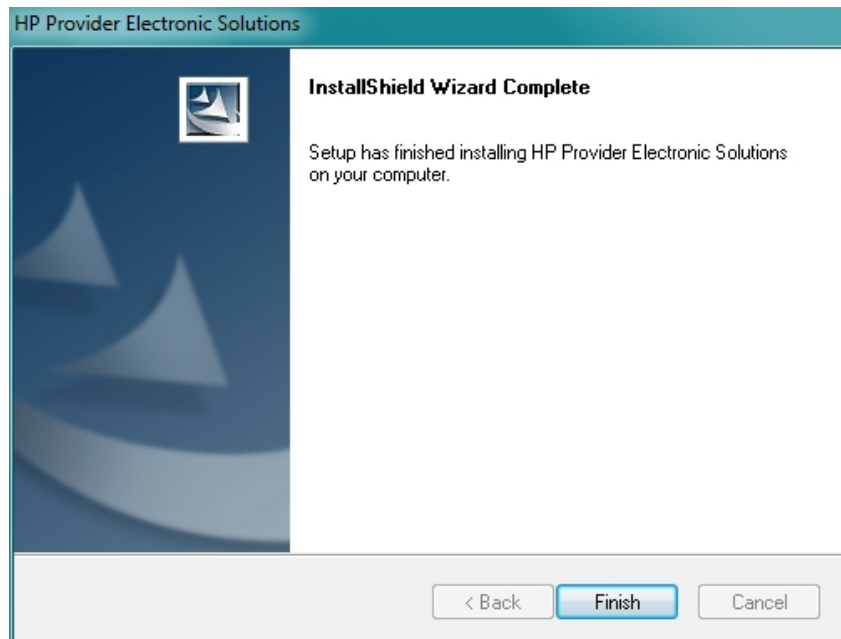 HP Provider Electronic Solutions
InstallShield Wizard Complete
Setup has finished installing HP Provider Electronic Solutions
on your computer.
< Back
Finish
Cancel